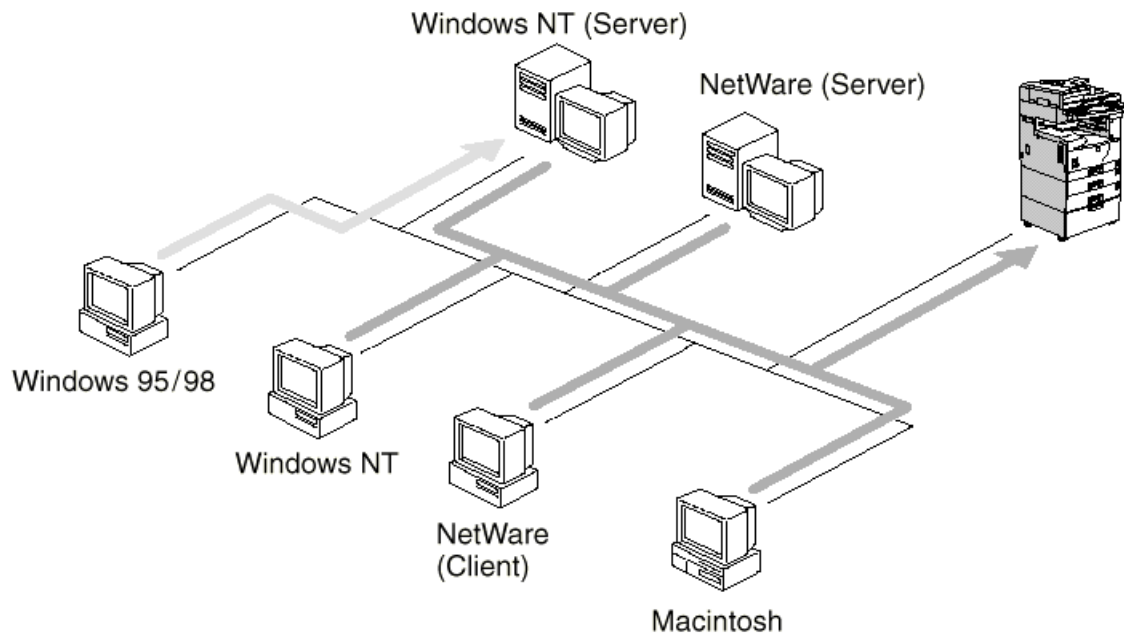 Windows NT (Server)
NetWare (Server)
Windows 95/98
Windows NT
NetWare
(Client)
Macintosh